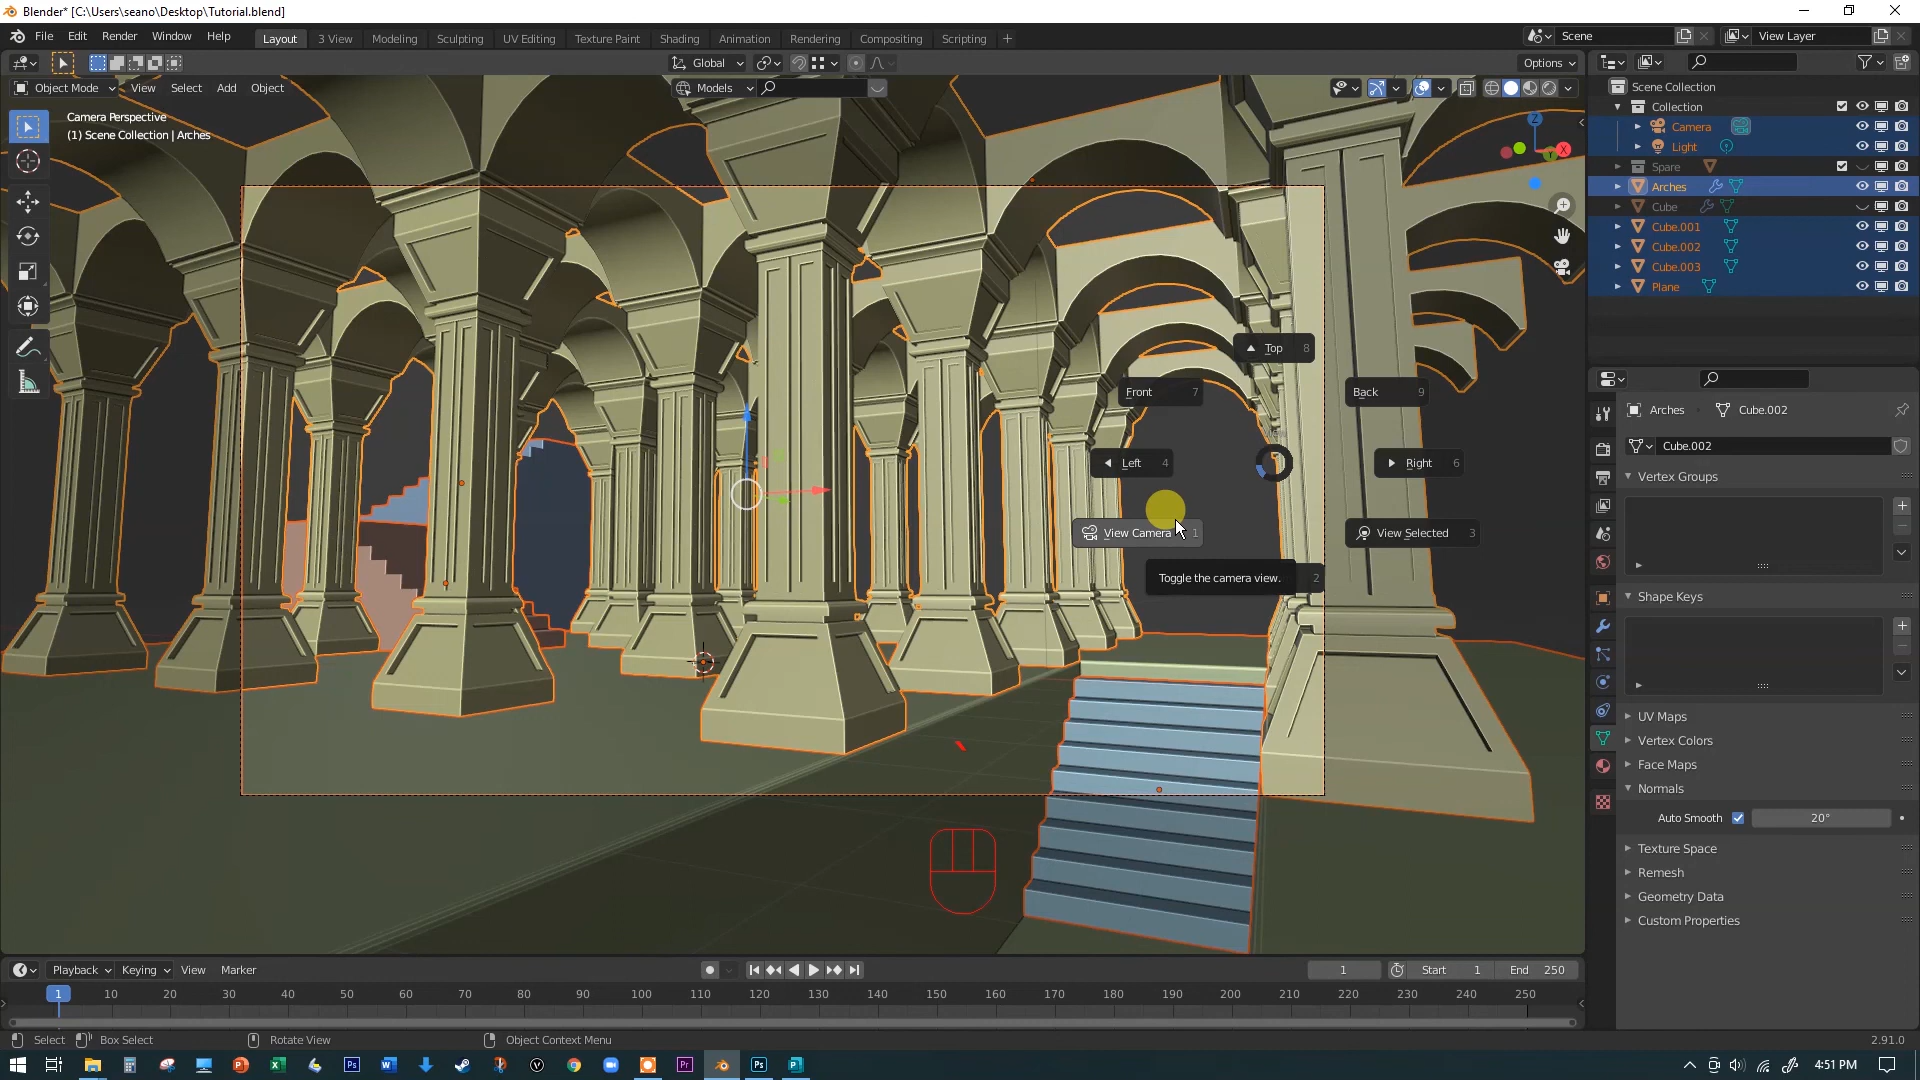 Blender* [C:\Users\seano\Desktop\Tutorial.blend]
File Edit Render Window Help
Layout 3 View Modeling Sculpting UV Editing Texture Paint Shading Animation Rendering Compositing Scripting +
Scene
View Layer
Global
Options
Object Mode View Select Add Object
Models
Camera Perspective
(1) Scene Collection | Arches
Z
X
Y
Top 8
Front 7
Back 9
Left 4
Right 6
View Camera 1
View Selected 3
Toggle the camera view. 2
Scene Collection
Collection
Camera
Light
Spare
Arches
Cube
Cube.001
Cube.002
Cube.003
Plane
Arches Cube.002
Cube.002
Vertex Groups
Shape Keys
UV Maps
Vertex Colors
Face Maps
Normals
Auto Smooth 20°
Texture Space
Remesh
Geometry Data
Custom Properties
Playback Keying View Marker
1 Start 1 End 250
1 10 20 30 40 50 60 70 80 90 100 110 120 130 140 150 160 170 180 190 200 210 220 230 240 250
Select Box Select Rotate View Object Context Menu
2.91.0
4:51 PM